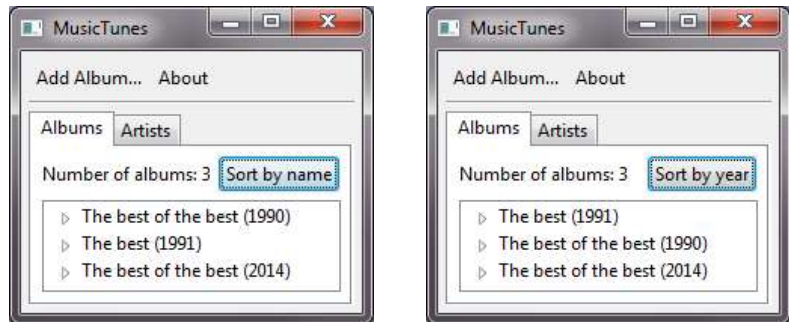 MusicTunes
Add Album... About
Albums Artists
Number of albums: 3 Sort by name
The best of the best (1990)
The best (1991)
The best of the best (2014)
MusicTunes
Add Album... About
Albums Artists
Number of albums: 3 Sort by year
The best (1991)
The best of the best (1990)
The best of the best (2014)